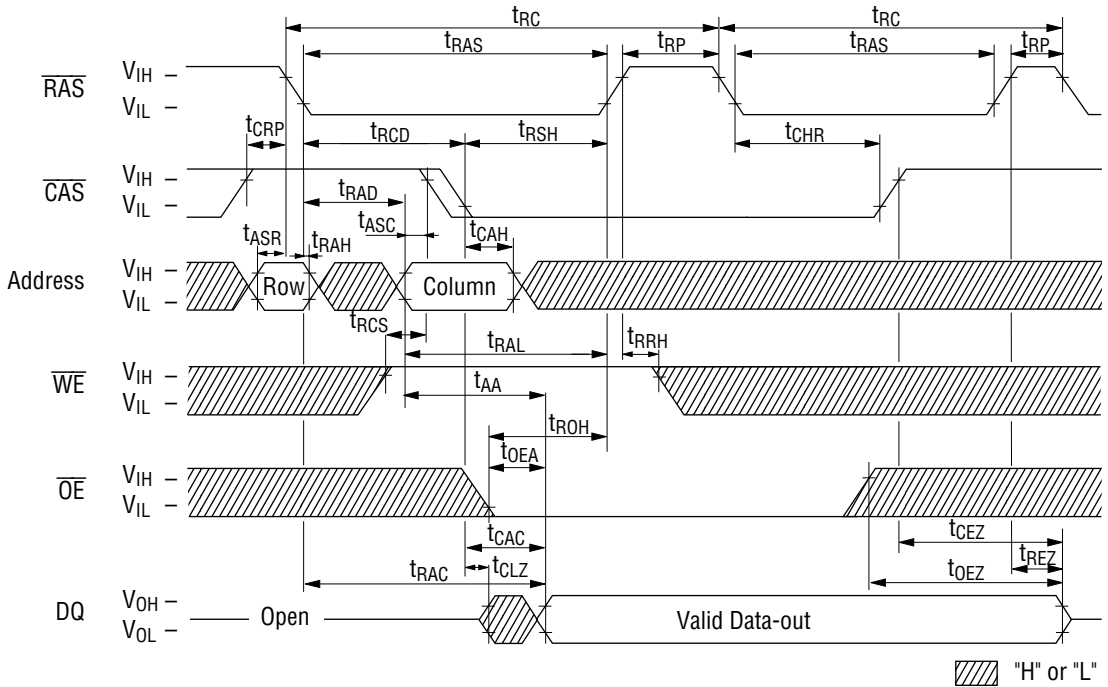 tRC tRC
tRAS tRP tRAS tRP
RAS VIH
VIL
tCRP tRCD tRSH tCHR
CAS VIH
VIL
tRAD
tASC
tASR tRAH tCAH
Address VIH
VIL
Row Column
tRCS
tRAL tRRH
WE VIH
VIL
tAA
tROH
tOEA
OE VIH
VIL
tCAC tCEZ
tRAC tCLZ tREZ
tOEZ
DQ VOH
VOL
Open Valid Data-out
"H" or "L"